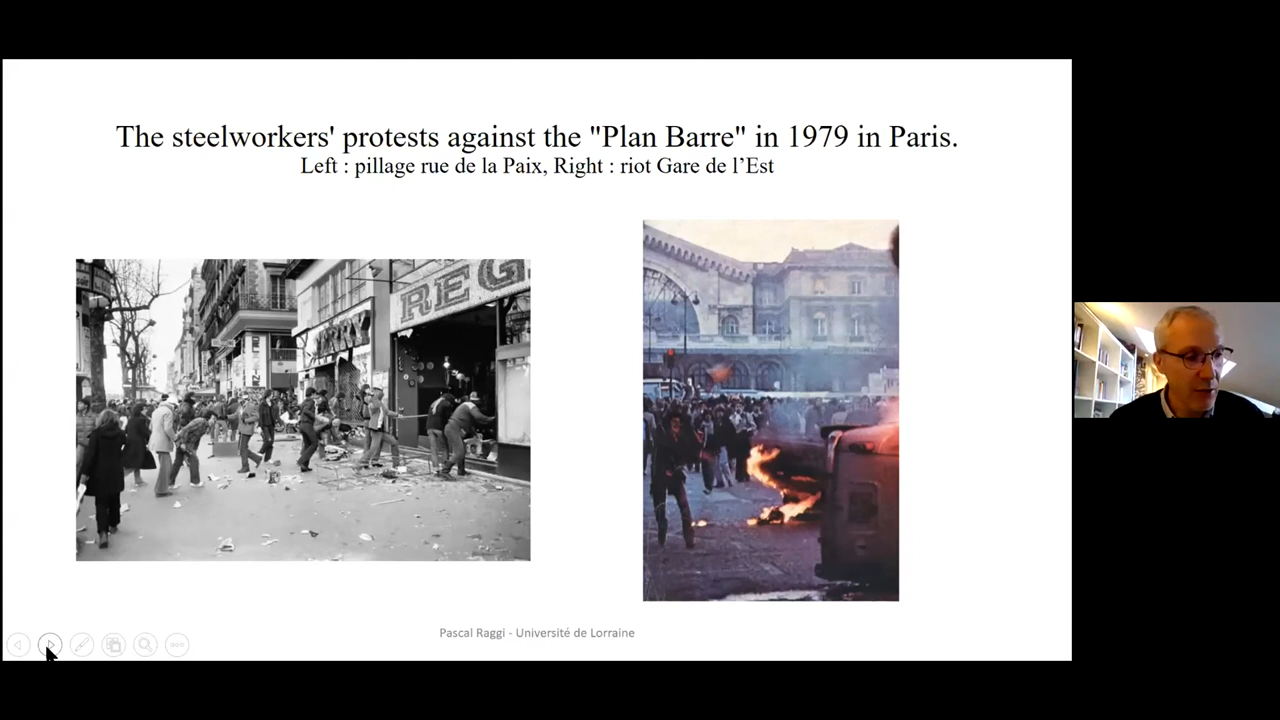 The steelworkers' protests against the "Plan Barre" in 1979 in Paris.
Left : pillage rue de la Paix, Right : riot Gare de l’Est
REG
Pascal Raggi - Université de Lorraine